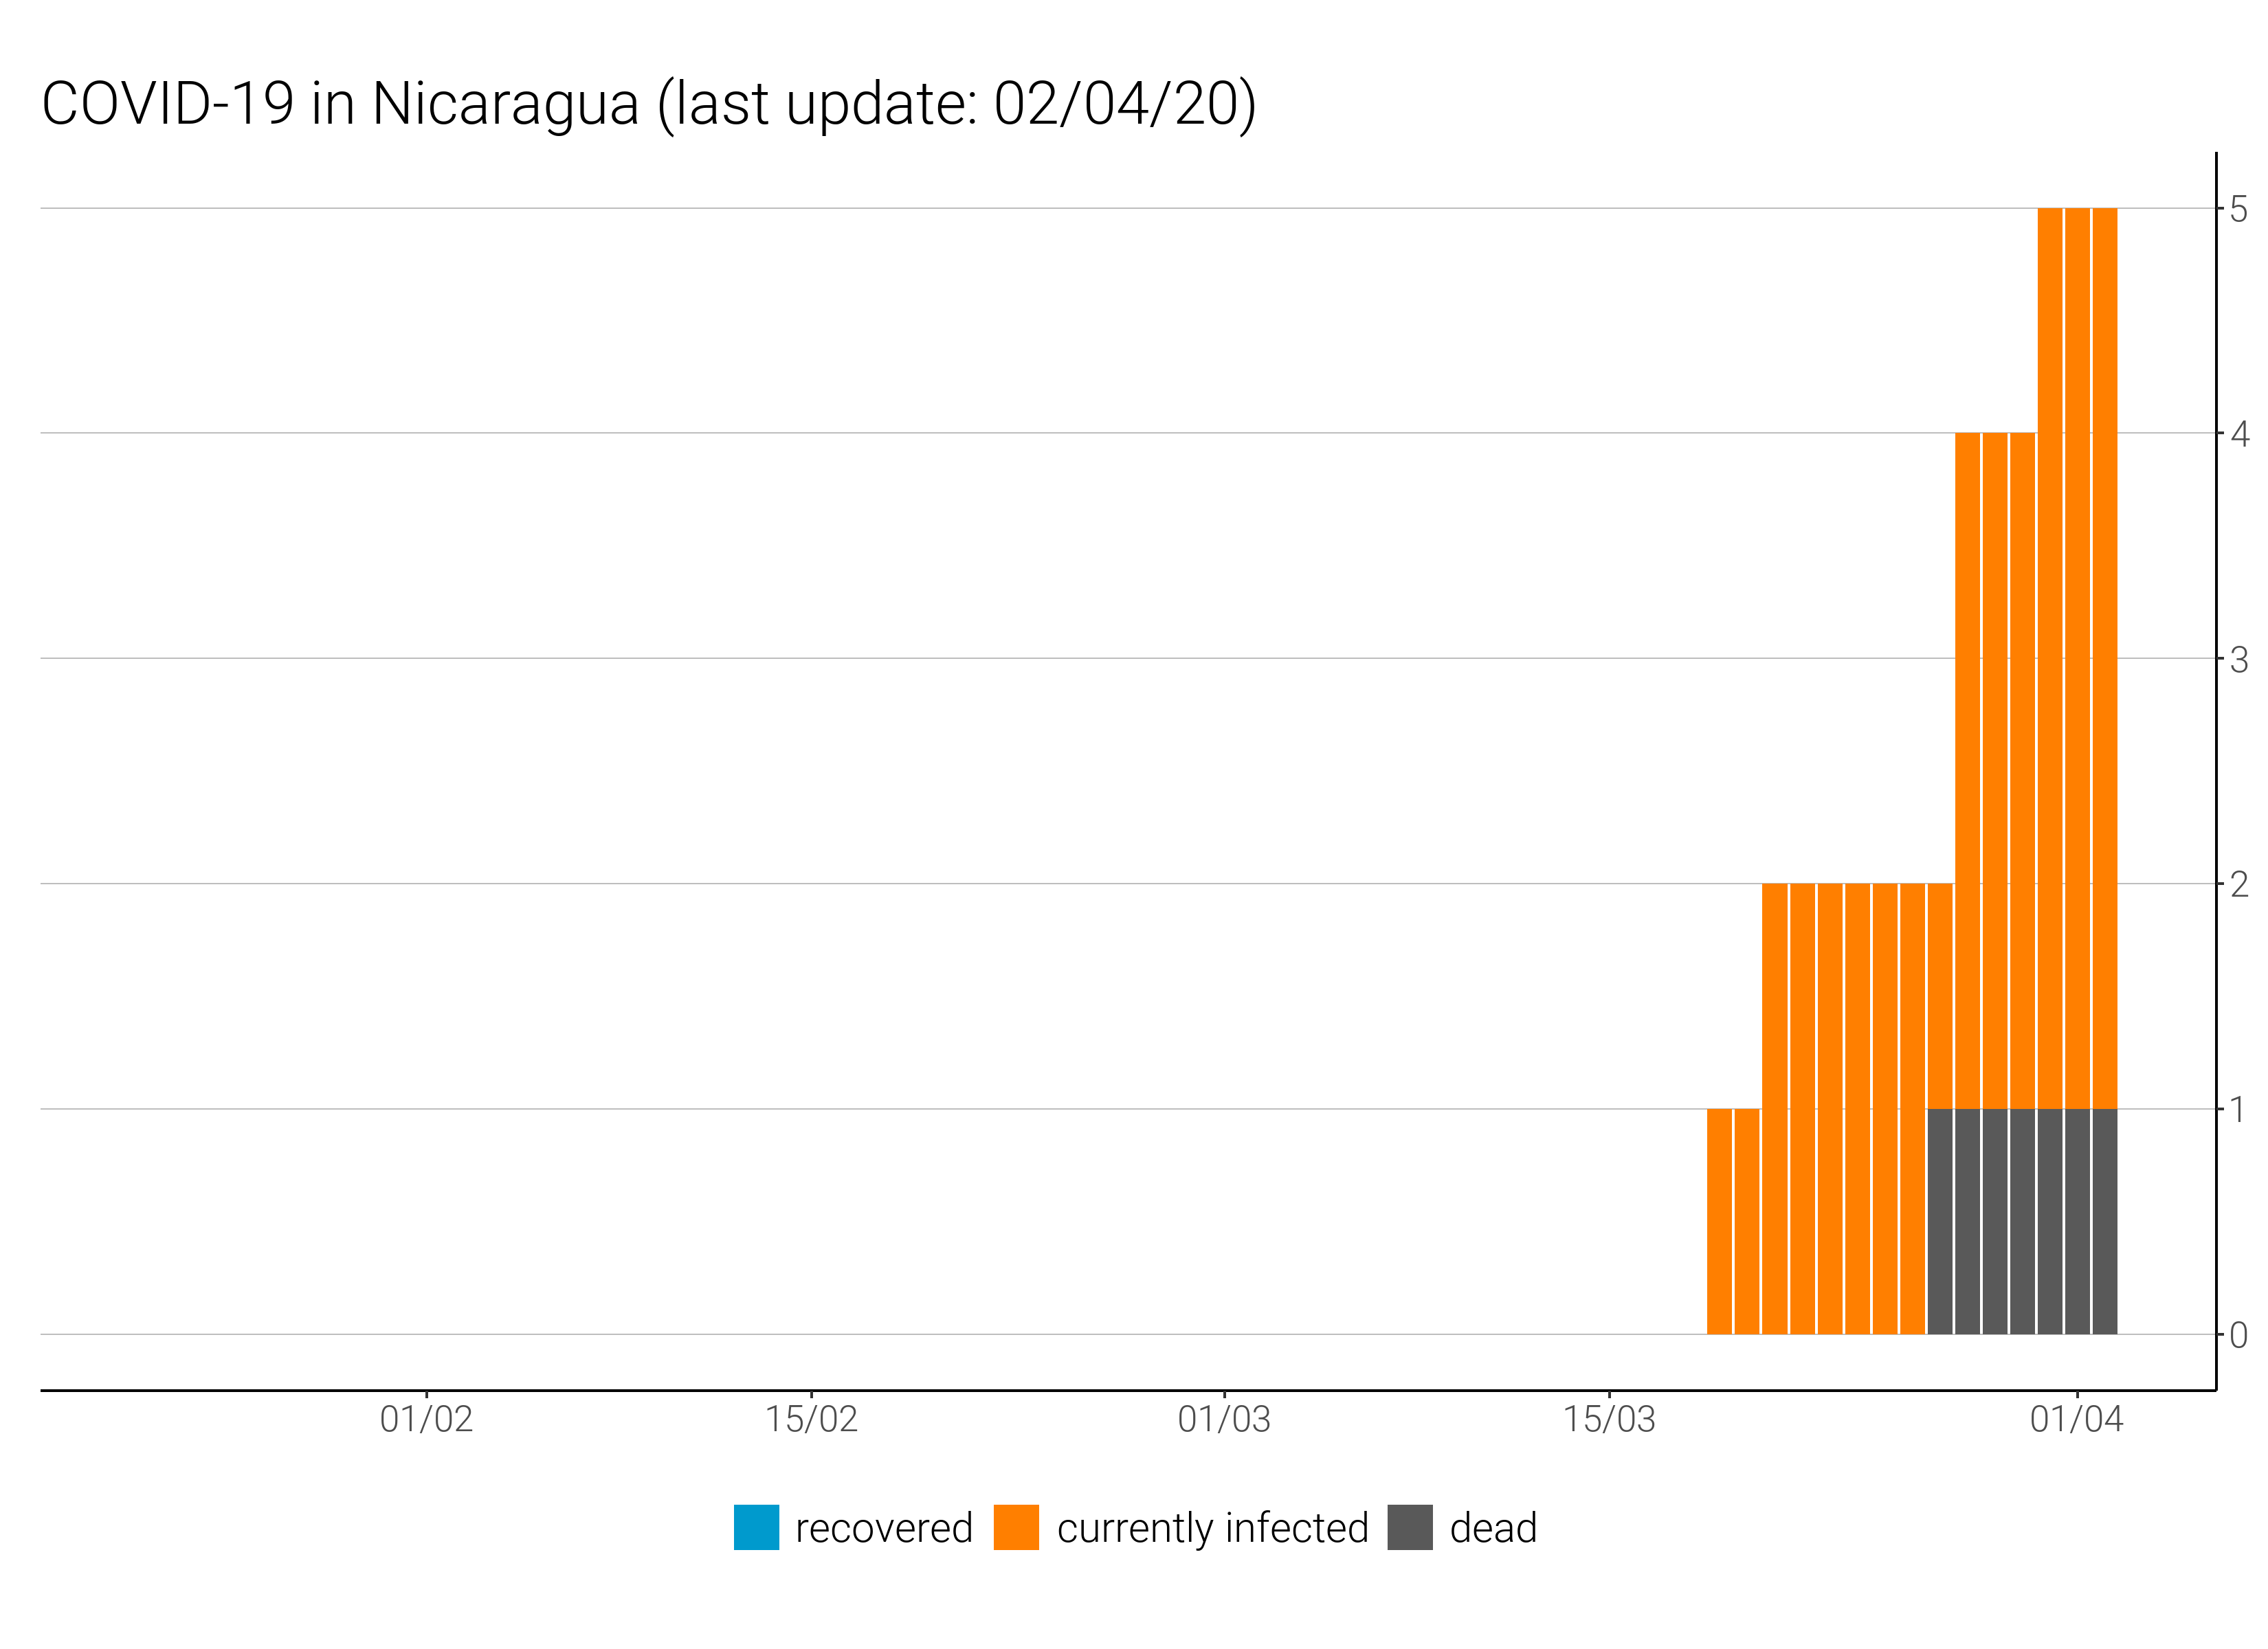 COVID-19 in Nicaragua (last update: 02/04/20)
5
4
3
2
1
0
01/02 15/02 01/03 15/03 01/04
recovered currently infected dead